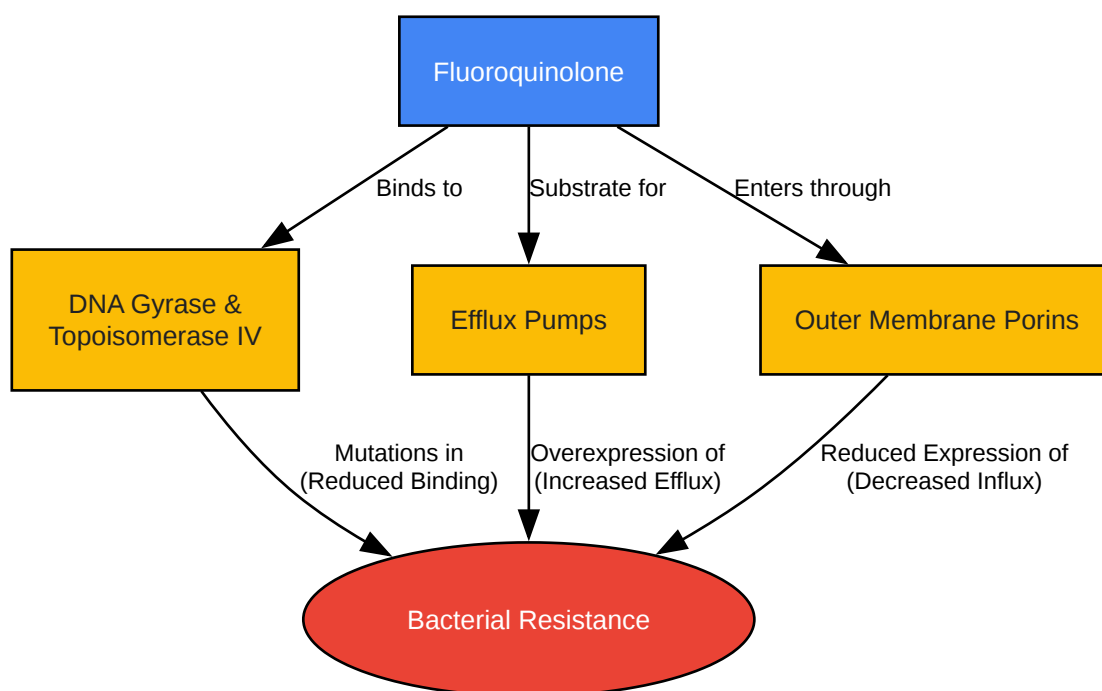 Fluoroquinolone
Binds to
Substrate for
Enters through
DNA Gyrase &
Topoisomerase IV
Efflux Pumps
Outer Membrane Porins
Mutations in
(Reduced Binding)
Overexpression of
(Increased Efflux)
Reduced Expression of
(Decreased Influx)
Bacterial Resistance